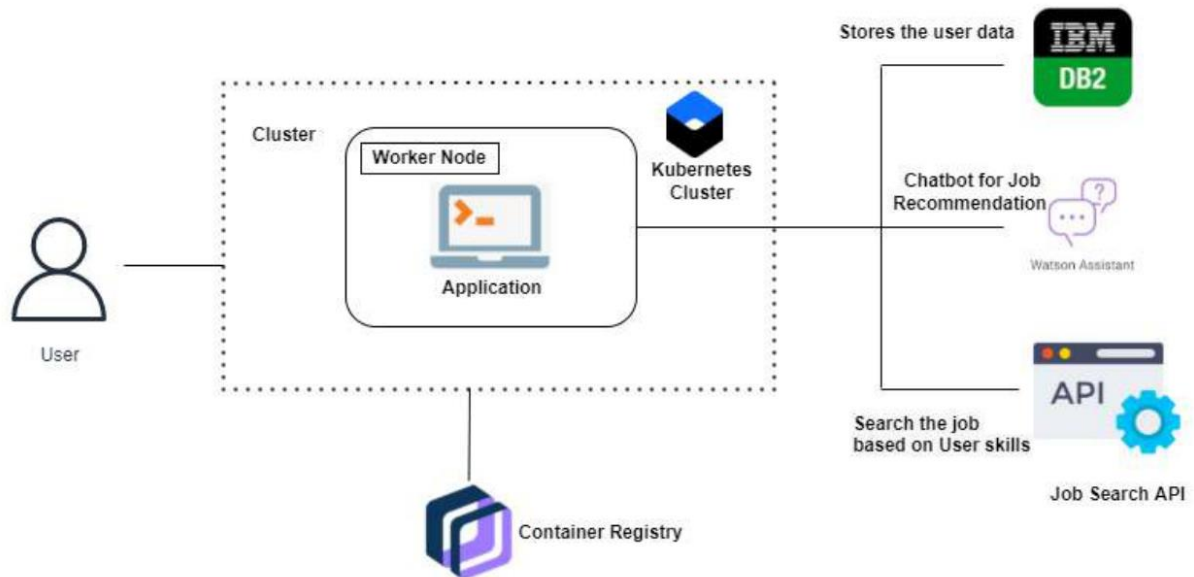 Stores the user data
IBM
DB2
Cluster
Worker Node
Kubernetes
Cluster
Application
Chatbot for Job
Recommendation
?
Watson Assistant
User
API
Search the job
based on User skills
Job Search API
Container Registry